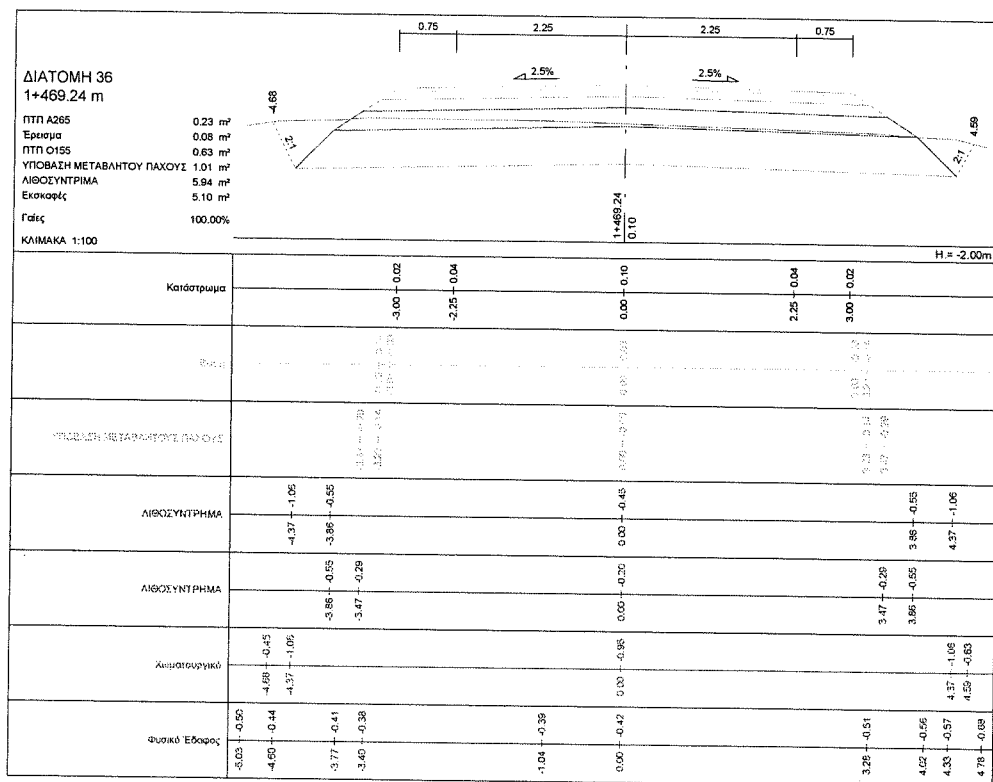 0.75 2.25 2.25 0.75
ΔΙΑΤΟΜΗ 36
1+469.24 m
2.5% 2.5%
-4.68
4.59
2:1
2:1
ΠΤΠ Α265 0.23 m²
Έρεισμα 0.08 m²
ΠΤΠ Ο155 0.63 m²
ΥΠΟΒΑΣΗ ΜΕΤΑΒΛΗΤΟΥ ΠΑΧΟΥΣ 1.01 m²
ΛΙΘΟΣΥΝΤΡΙΜΑ 5.94 m²
Εκσκαφές 5.10 m²
Γαίες 100.00%
ΚΛΙΜΑΚΑ 1:100
1+469.24
0.10
H.= -2.00m
Κατάστρωμα
-3.00 0.02
-2.25 0.04
0.00 0.10
2.25 0.04
3.00 0.02
ΥΠΟΒΑΣΗ ΜΕΤΑΒΛΗΤΟΥΣ ΠΑΧΟΥΣ
ΛΙΘΟΣΥΝΤΡΗΜΑ
-4.37 -1.06
-3.86 -0.55
0.00 -0.45
3.86 -0.55
4.37 -1.06
ΛΙΘΟΣΥΝΤΡΗΜΑ
-3.86 -0.55
-3.47 -0.29
0.00 -0.20
3.47 -0.29
3.86 -0.55
Χωματουργικό
-4.68 -0.45
-4.37 -1.06
0.00 -0.95
4.37 -1.06
4.59 -0.63
Φυσικό Έδαφος
-5.03 -0.50
-4.60 -0.44
-3.77 -0.41
-3.40 -0.38
-1.04 -0.39
0.00 -0.42
3.28 -0.51
4.02 -0.56
4.33 -0.57
4.78 -0.69